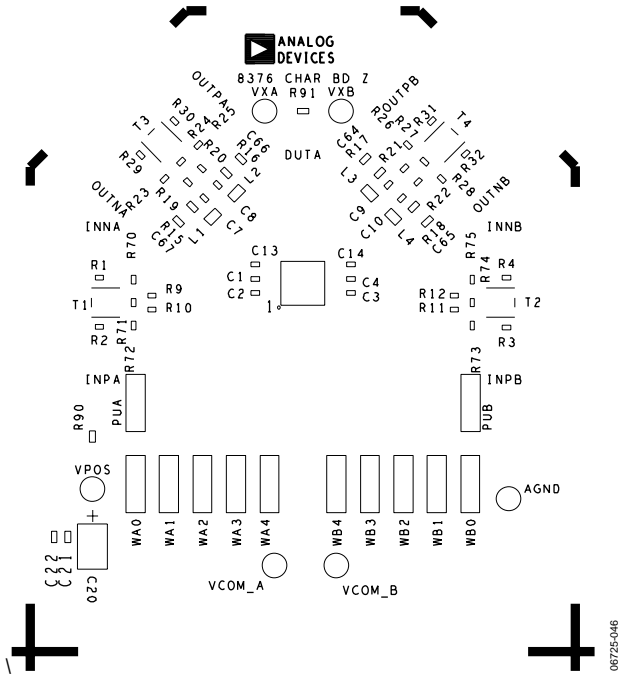 ANALOG
DEVICES
8376 CHAR BD Z
VXA R91 VXB
DUTA
OUTPA
OUTPB
T3
R30
R24
R25
R29
R20
C66
R16
L2
R23
R19
OUTNA
R15
C67
L1
C7
C8
C64
R17
R26
R27
R31
T4
R21
R32
L3
R28
R22
OUTNB
C9
C10
R18
C65
L4
INNA
INNB
R70
R75
R74
C13
C14
R1
R4
C1
C4
C2
C3
R9
R12
T1
T2
R10
R11
1
R2
R3
R71
R72
R73
INPA
INPB
PUA
PUB
R90
VPOS
AGND
+
WA0 WA1 WA2 WA3 WA4 WB4 WB3 WB2 WB1 WB0
C22
C21
C20
VCOM_A
VCOM_B
06725-046